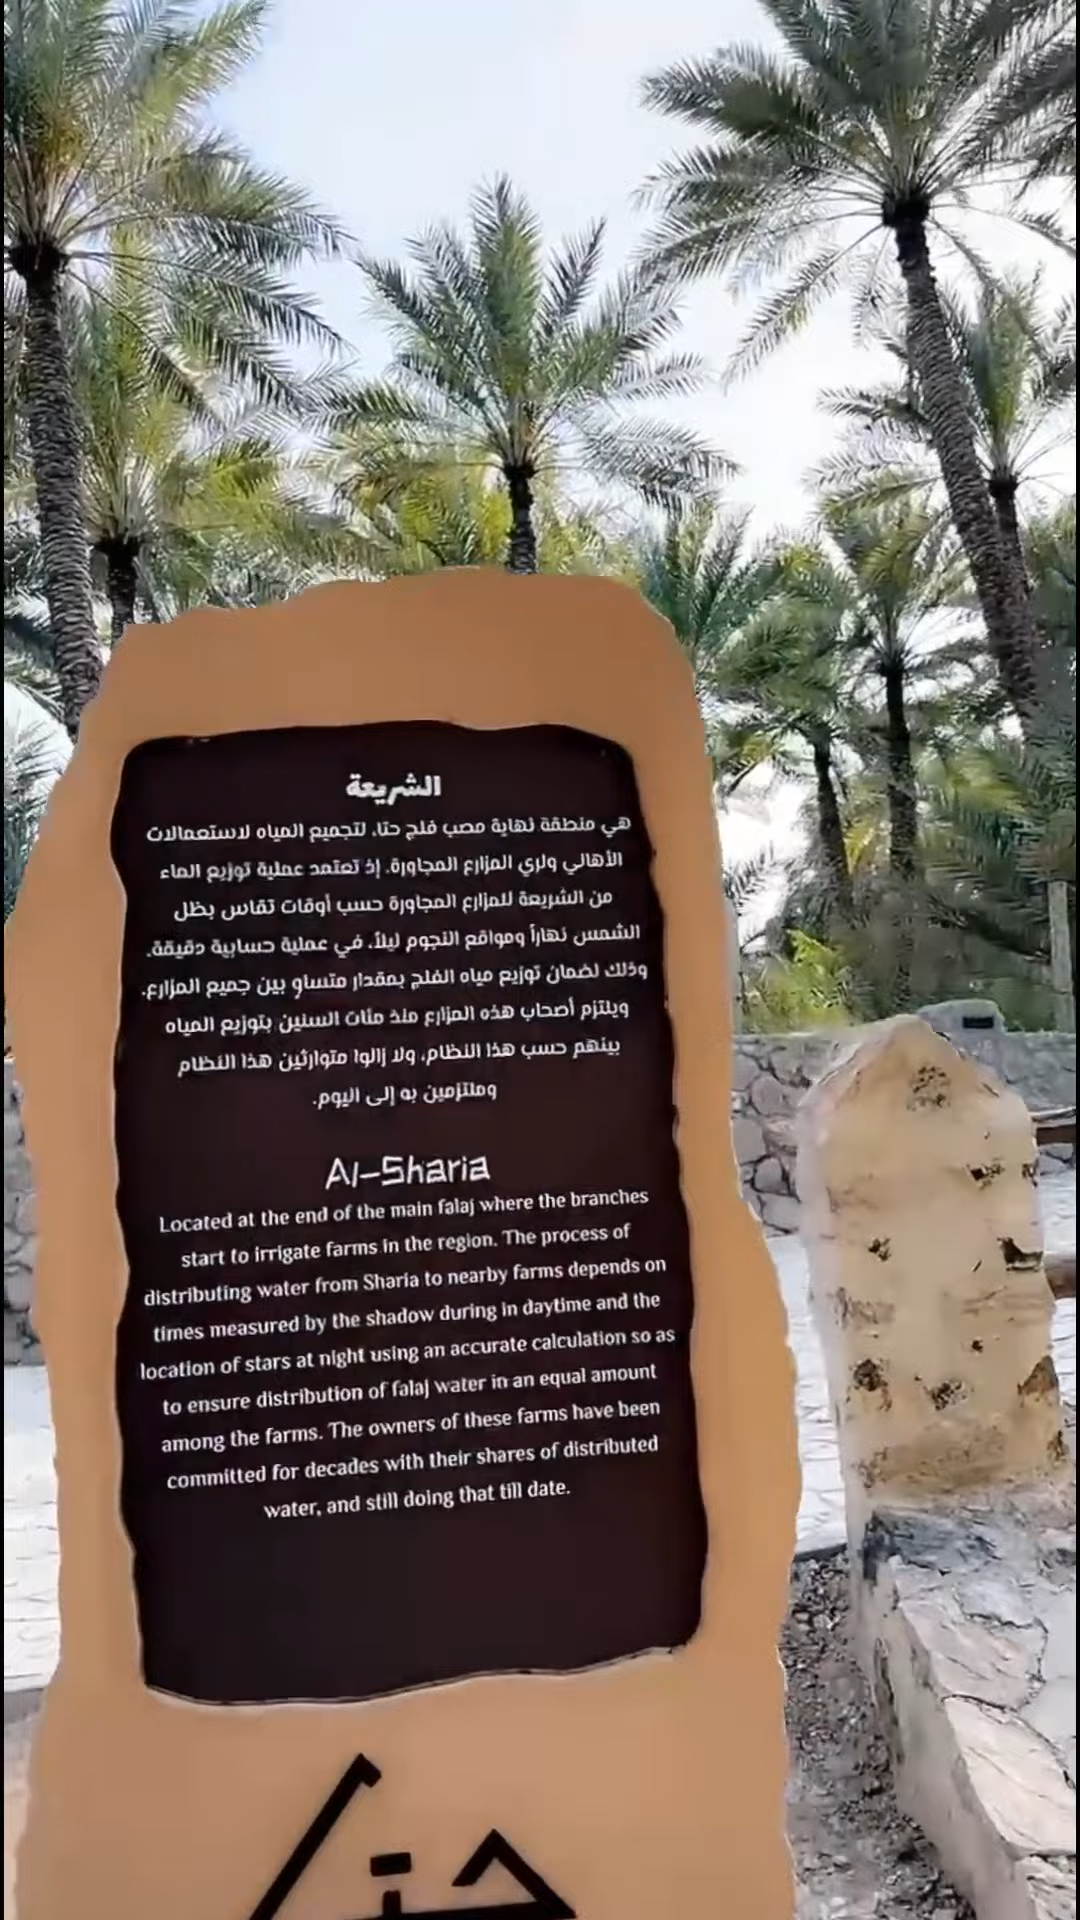 الشريعة
هي منطقة نهاية مصب فلج حتا، لتجميع المياه لاستعمالات
الأهالي ولري المزارع المجاورة. إذ تعتمد عملية توزيع الماء
من الشريعة للمزارع المجاورة حسب أوقات تقاس بظل
الشمس نهاراً ومواقع النجوم ليلاً، في عملية حسابية دقيقة.
وذلك لضمان توزيع مياه الفلج بمقدار متساوٍ بين جميع المزارع.
ويلتزم أصحاب هذه المزارع منذ مئات السنين بتوزيع المياه
بينهم حسب هذا النظام، ولا زالوا متوارثين هذا النظام
وملتزمين به إلى اليوم.
Al-Sharia
Located at the end of the main falaj where the branches
start to irrigate farms in the region. The process of
distributing water from Sharia to nearby farms depends on
times measured by the shadow during in daytime and the
location of stars at night using an accurate calculation so as
to ensure distribution of falaj water in an equal amount
among the farms. The owners of these farms have been
committed for decades with their shares of distributed
water, and still doing that till date.
حتا